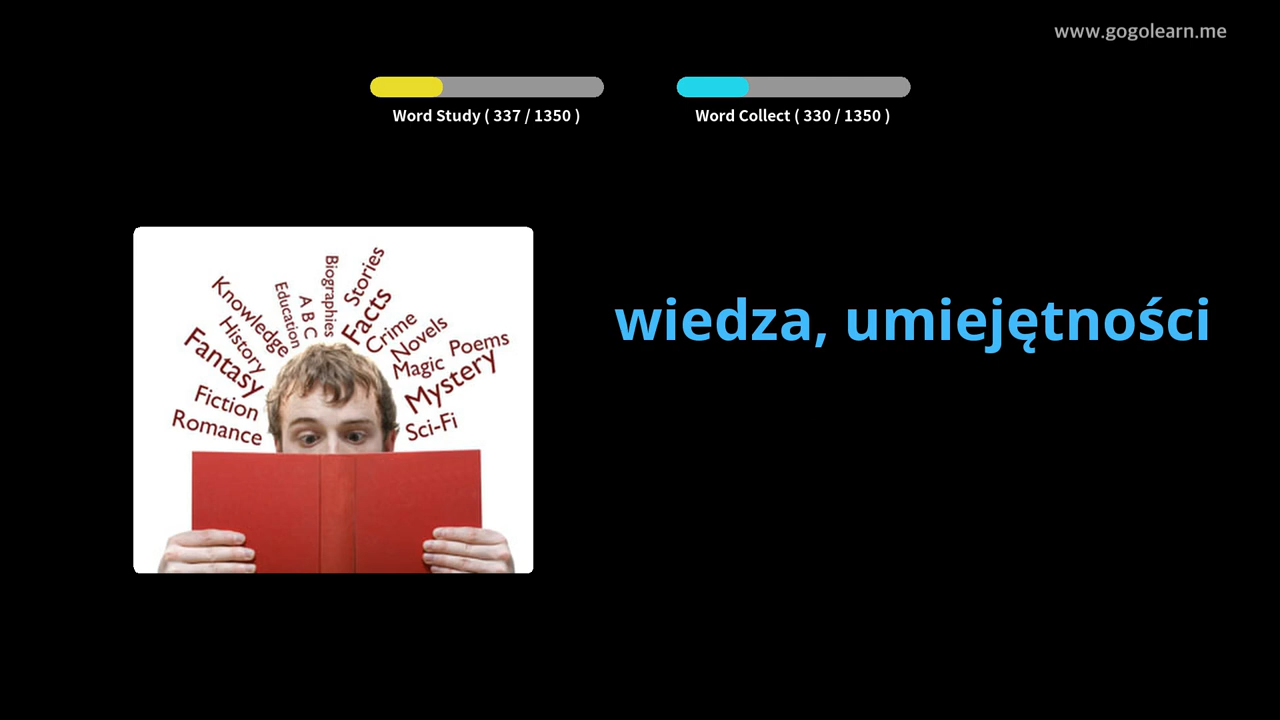 www.gogolearn.me
Word Study ( 337 / 1350 )
Word Collect ( 330 / 1350 )
wiedza, umiejętności
Romance
Fiction
Fantasy
History
Knowledge
Education
A B C
Biographies
Stories
Facts
Crime
Novels
Magic
Poems
Mystery
Sci-Fi